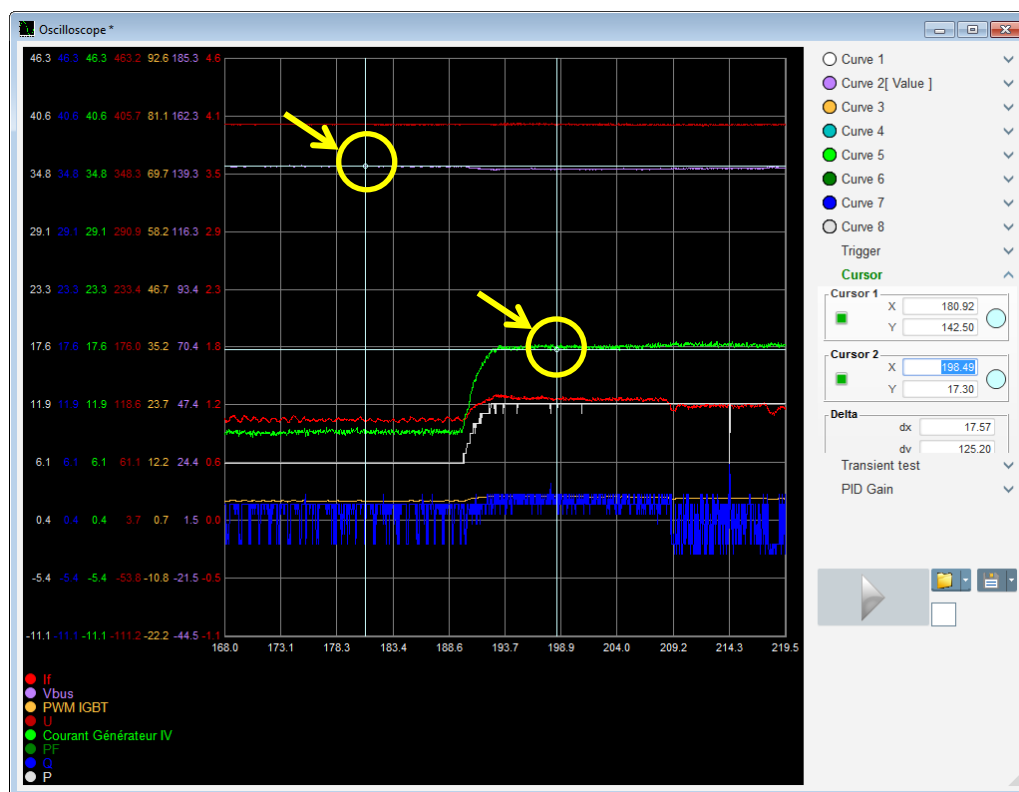 Oscilloscope *
46.3 46.3 46.3 463.2 92.6 185.3 4.6
40.6 40.6 40.6 405.7 81.1 162.3 4.1
34.8 34.8 34.8 348.3 69.7 139.3 3.5
29.1 29.1 29.1 290.9 58.2 116.3 2.9
23.3 23.3 23.3 233.4 46.7 93.4 2.3
17.6 17.6 17.6 176.0 35.2 70.4 1.8
11.9 11.9 11.9 118.6 23.7 47.4 1.2
6.1 6.1 6.1 61.1 12.2 24.4 0.6
0.4 0.4 0.4 3.7 0.7 1.5 0.0
-5.4 -5.4 -5.4 -53.8 -10.8 -21.5 -0.5
-11.1 -11.1 -11.1 -111.2 -22.2 -44.5 -1.1
168.0 173.1 178.3 183.4 188.6 193.7 198.9 204.0 209.2 214.3 219.5
If
Vbus
PWM IGBT
U
Courant Générateur IV
PF
Q
P
Curve 1
Curve 2[ Value ]
Curve 3
Curve 4
Curve 5
Curve 6
Curve 7
Curve 8
Trigger
Cursor
Cursor 1
X 180.92
Y 142.50
Cursor 2
X 198.49
Y 17.30
Delta
dx 17.57
dy 125.20
Transient test
PID Gain